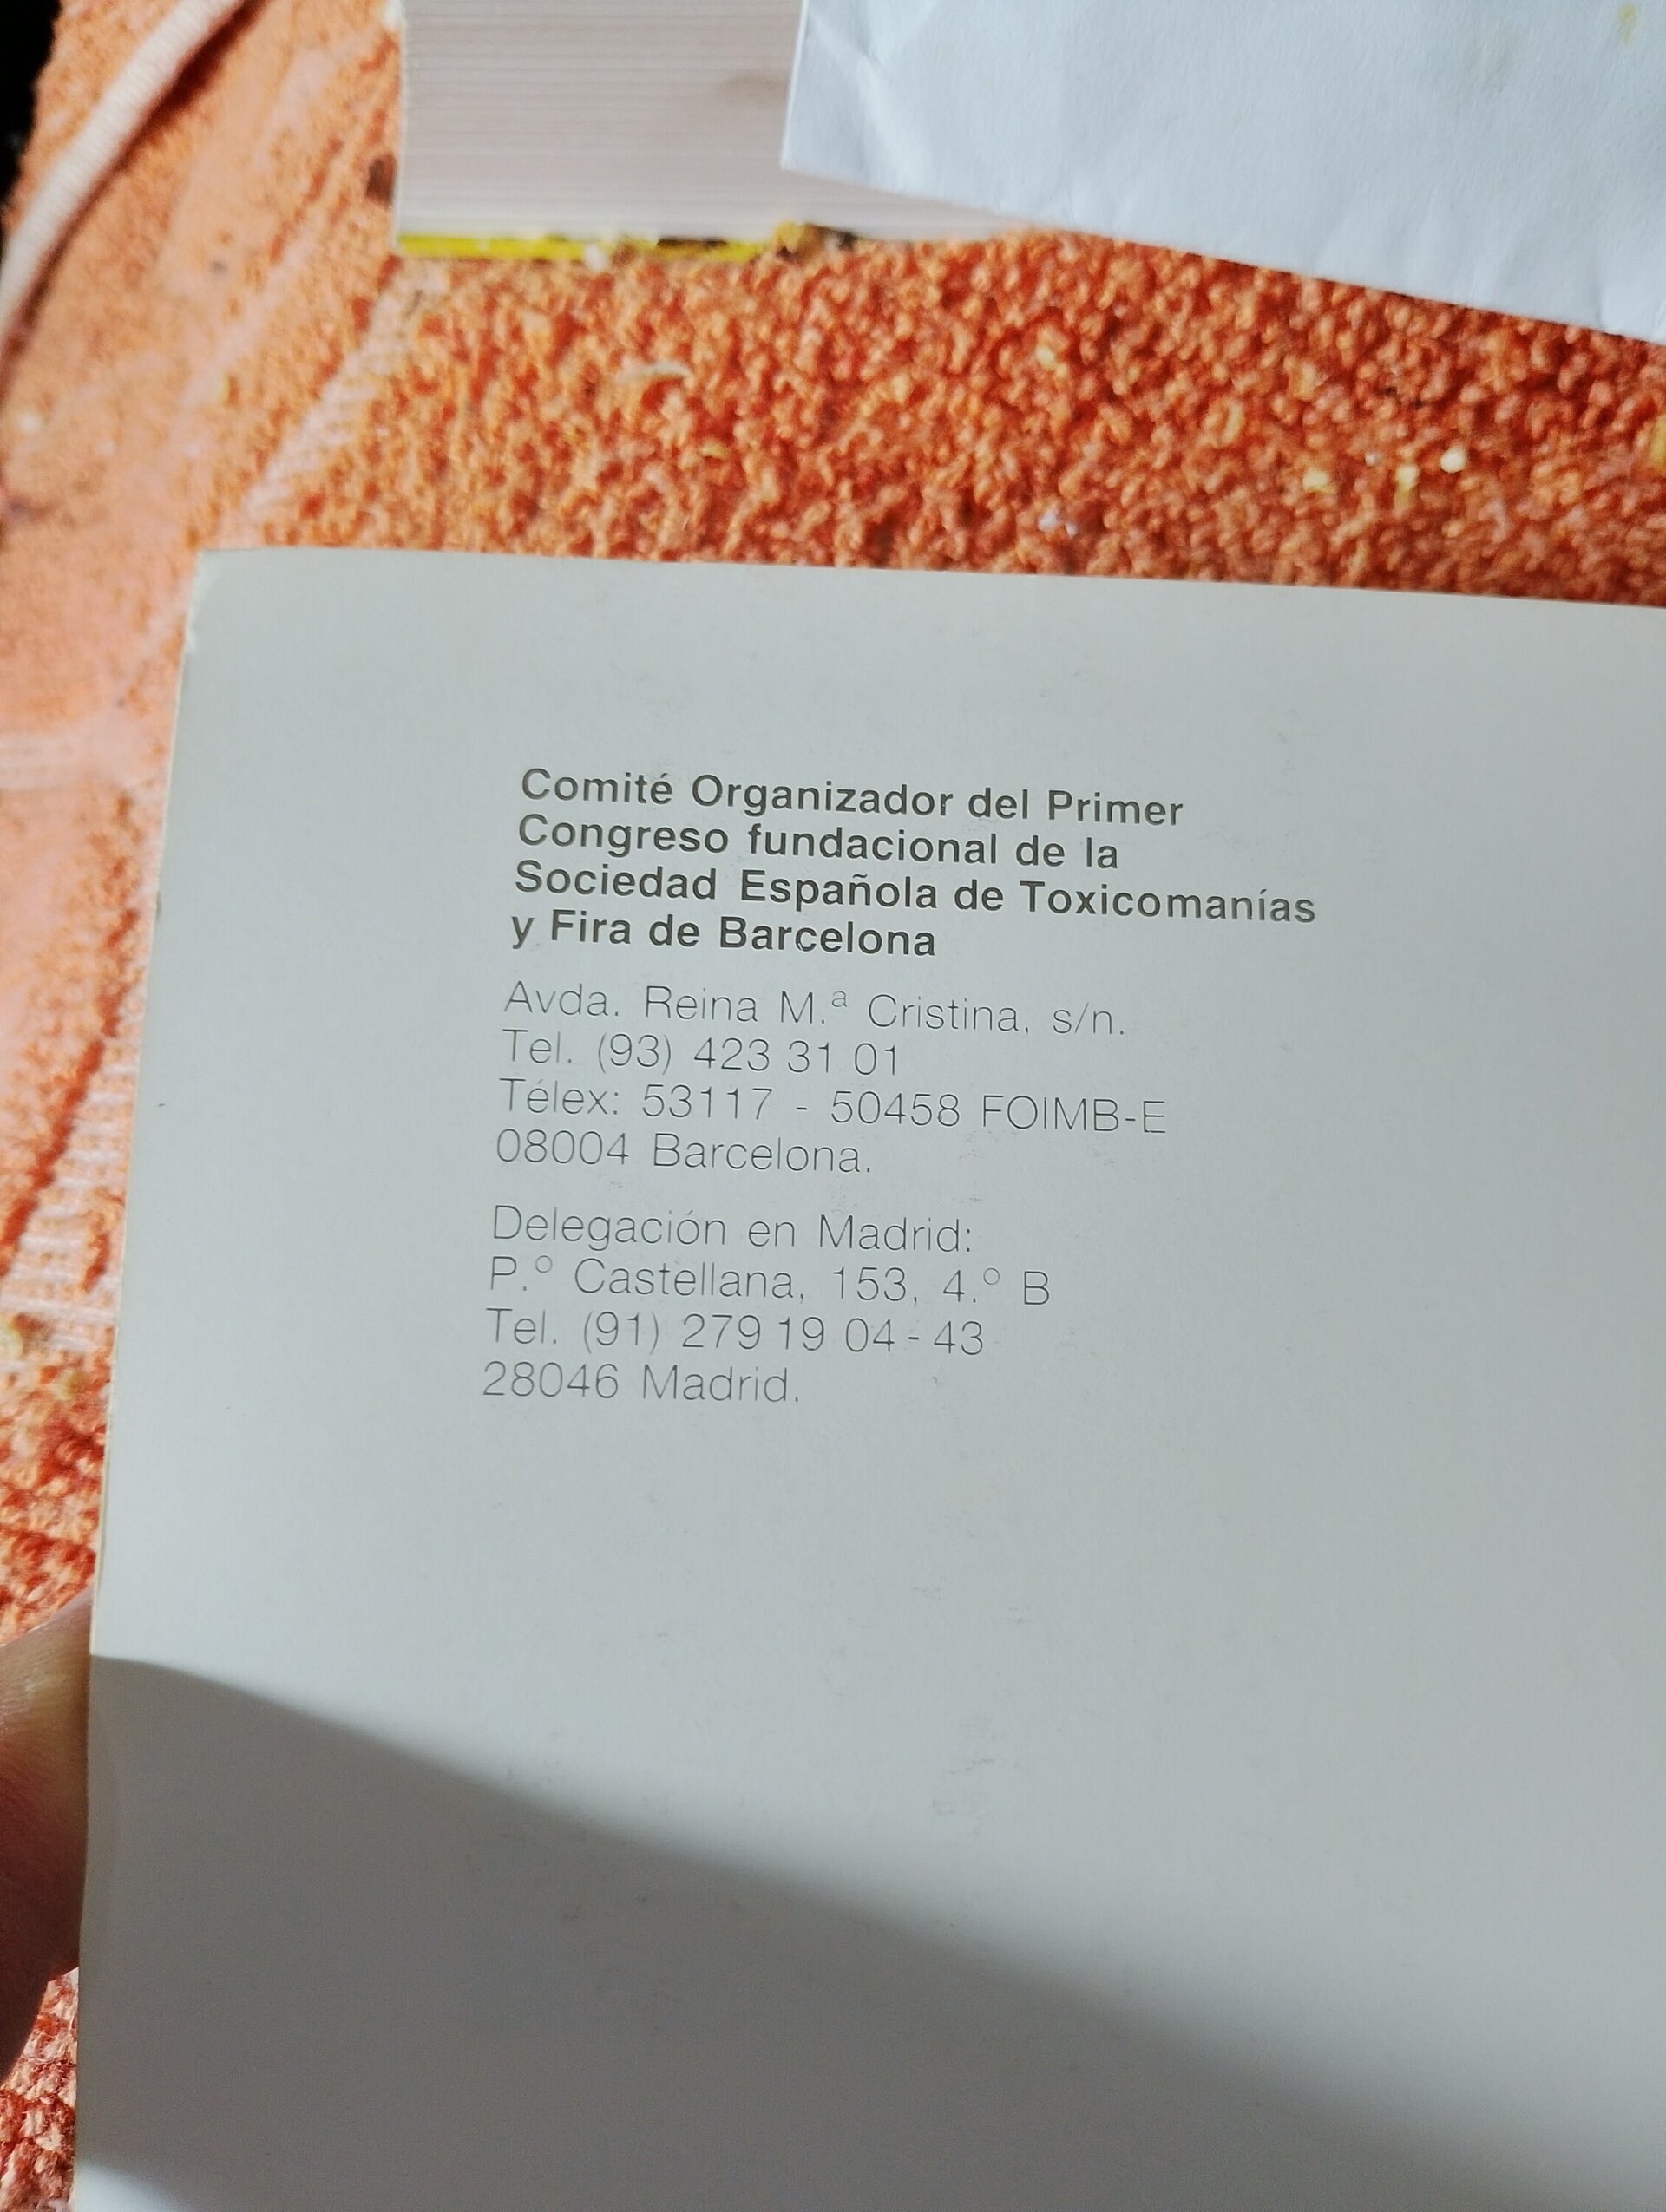 Comité Organizador del Primer
Congreso fundacional de la
Sociedad Española de Toxicomanías
y Fira de Barcelona
Avda. Reina M.ª Cristina, s/n.
Tel. (93) 423 31 01
Télex: 53117 - 50458 FOIMB-E
08004 Barcelona.
Delegación en Madrid:
P.º Castellana, 153, 4.º B
Tel. (91) 279 19 04 - 43
28046 Madrid.